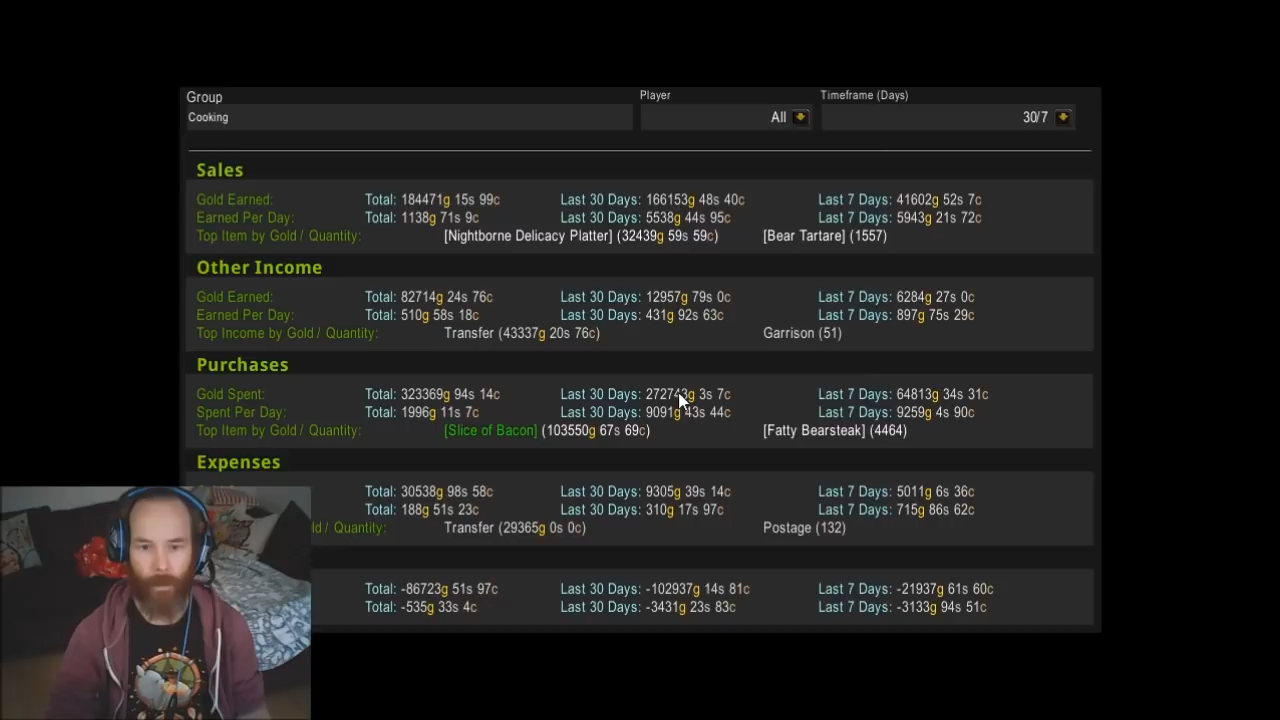 Group Player Timeframe (Days)
Cooking All 30/7
Sales
Gold Earned: Total: 184471g 15s 99c Last 30 Days: 166153g 48s 40c Last 7 Days: 41602g 52s 7c
Earned Per Day: Total: 1138g 71s 9c Last 30 Days: 5538g 44s 95c Last 7 Days: 5943g 21s 72c
Top Item by Gold / Quantity: [Nightborne Delicacy Platter] (32439g 59s 59c) [Bear Tartare] (1557)
Other Income
Gold Earned: Total: 82714g 24s 76c Last 30 Days: 12957g 79s 0c Last 7 Days: 6284g 27s 0c
Earned Per Day: Total: 510g 58s 18c Last 30 Days: 431g 92s 63c Last 7 Days: 897g 75s 29c
Top Income by Gold / Quantity: Transfer (43337g 20s 76c) Garrison (51)
Purchases
Gold Spent: Total: 323369g 94s 14c Last 30 Days: 272743g 3s 7c Last 7 Days: 64813g 34s 31c
Spent Per Day: Total: 1996g 11s 7c Last 30 Days: 9091g 43s 44c Last 7 Days: 9259g 4s 90c
Top Item by Gold / Quantity: [Slice of Bacon] (103550g 67s 69c) [Fatty Bearsteak] (4464)
Expenses
Total: 30538g 98s 58c Last 30 Days: 9305g 39s 14c Last 7 Days: 5011g 6s 36c
Total: 188g 51s 23c Last 30 Days: 310g 17s 97c Last 7 Days: 715g 86s 62c
ld / Quantity: Transfer (29365g 0s 0c) Postage (132)
Total: -86723g 51s 97c Last 30 Days: -102937g 14s 81c Last 7 Days: -21937g 61s 60c
Total: -535g 33s 4c Last 30 Days: -3431g 23s 83c Last 7 Days: -3133g 94s 51c